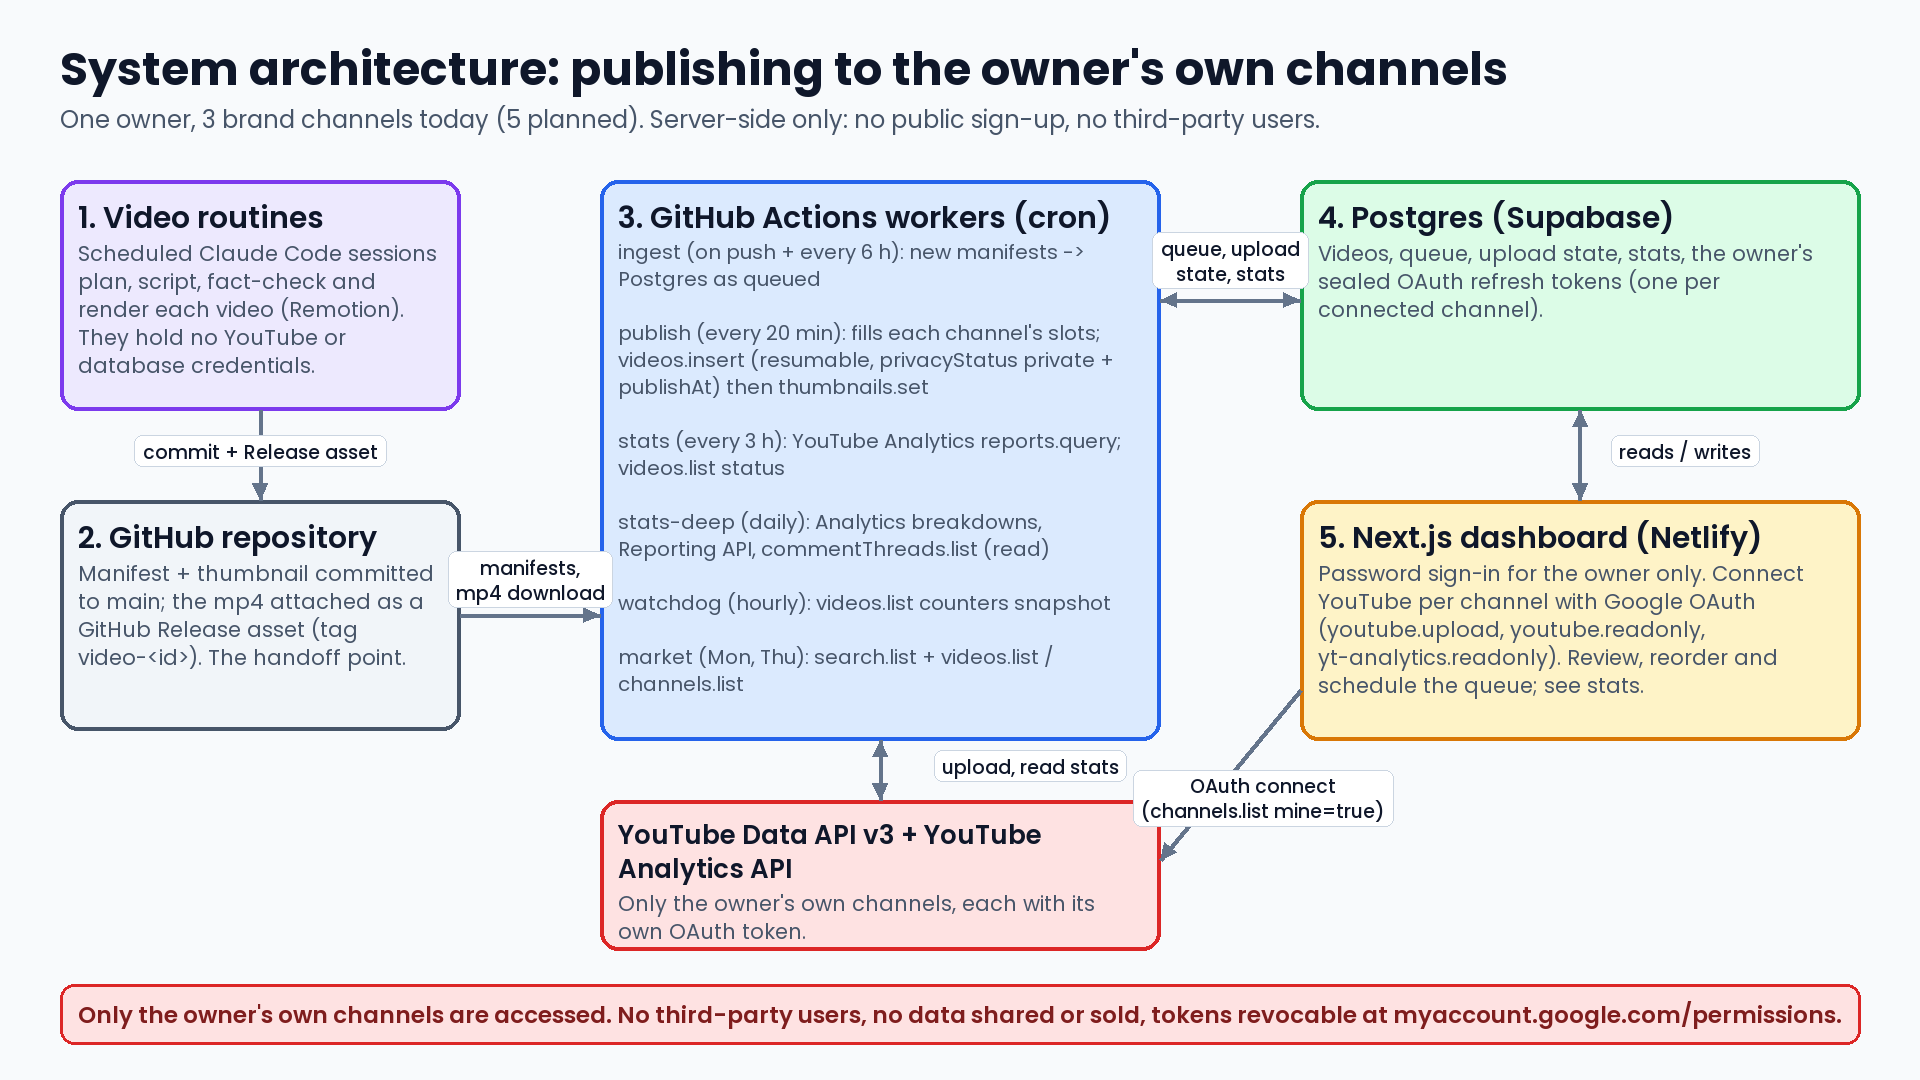 System architecture: publishing to the owner's own channels
One owner, 3 brand channels today (5 planned). Server-side only: no public sign-up, no third-party users.
1. Video routines
Scheduled Claude Code sessions
plan, script, fact-check and
render each video (Remotion).
They hold no YouTube or
database credentials.
commit + Release asset
2. GitHub repository
Manifest + thumbnail committed
to main; the mp4 attached as a
GitHub Release asset (tag
video-<id>). The handoff point.
manifests,
mp4 download
3. GitHub Actions workers (cron)
ingest (on push + every 6 h): new manifests ->
Postgres as queued
publish (every 20 min): fills each channel's slots;
videos.insert (resumable, privacyStatus private +
publishAt) then thumbnails.set
stats (every 3 h): YouTube Analytics reports.query;
videos.list status
stats-deep (daily): Analytics breakdowns,
Reporting API, commentThreads.list (read)
watchdog (hourly): videos.list counters snapshot
market (Mon, Thu): search.list + videos.list /
channels.list
queue, upload
state, stats
4. Postgres (Supabase)
Videos, queue, upload state, stats, the owner's
sealed OAuth refresh tokens (one per
connected channel).
reads / writes
5. Next.js dashboard (Netlify)
Password sign-in for the owner only. Connect
YouTube per channel with Google OAuth
(youtube.upload, youtube.readonly,
yt-analytics.readonly). Review, reorder and
schedule the queue; see stats.
upload, read stats
OAuth connect
(channels.list mine=true)
YouTube Data API v3 + YouTube
Analytics API
Only the owner's own channels, each with its
own OAuth token.
Only the owner's own channels are accessed. No third-party users, no data shared or sold, tokens revocable at myaccount.google.com/permissions.